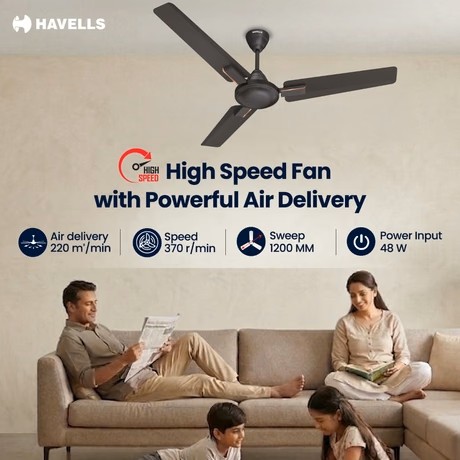 HAVELLS
HIGH
SPEED
High Speed Fan
with Powerful Air Delivery
Air delivery
220 m³/min
Speed
370 r/min
Sweep
1200 MM
Power Input
48 W